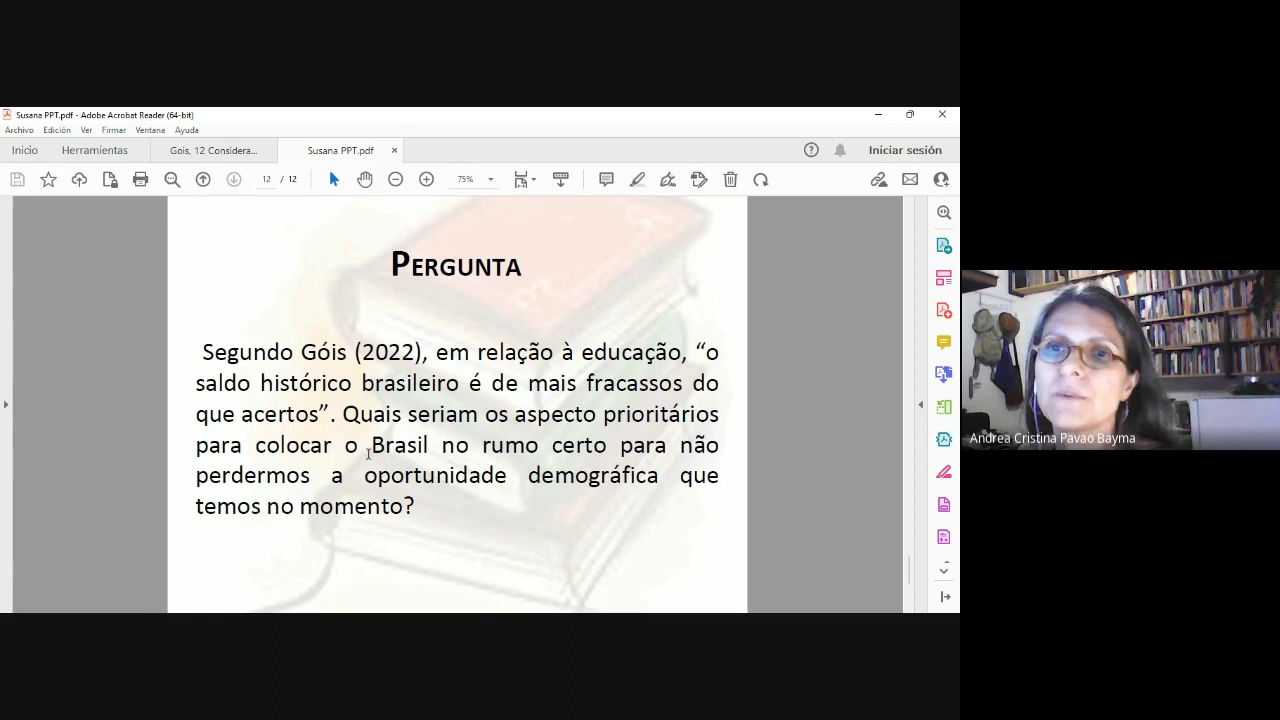 Susana PPT.pdf - Adobe Acrobat Reader (64-bit)
Archivo Edición Ver Firmar Ventana Ayuda
Inicio Herramientas Gois, 12 Considera... Susana PPT.pdf × Iniciar sesión
12 / 12 75%
PERGUNTA
Segundo Góis (2022), em relação à educação, “o
saldo histórico brasileiro é de mais fracassos do
que acertos”. Quais seriam os aspecto prioritários
para colocar o Brasil no rumo certo para não
perdermos a oportunidade demográfica que
temos no momento?
Andrea Cristina Pavao Bayma